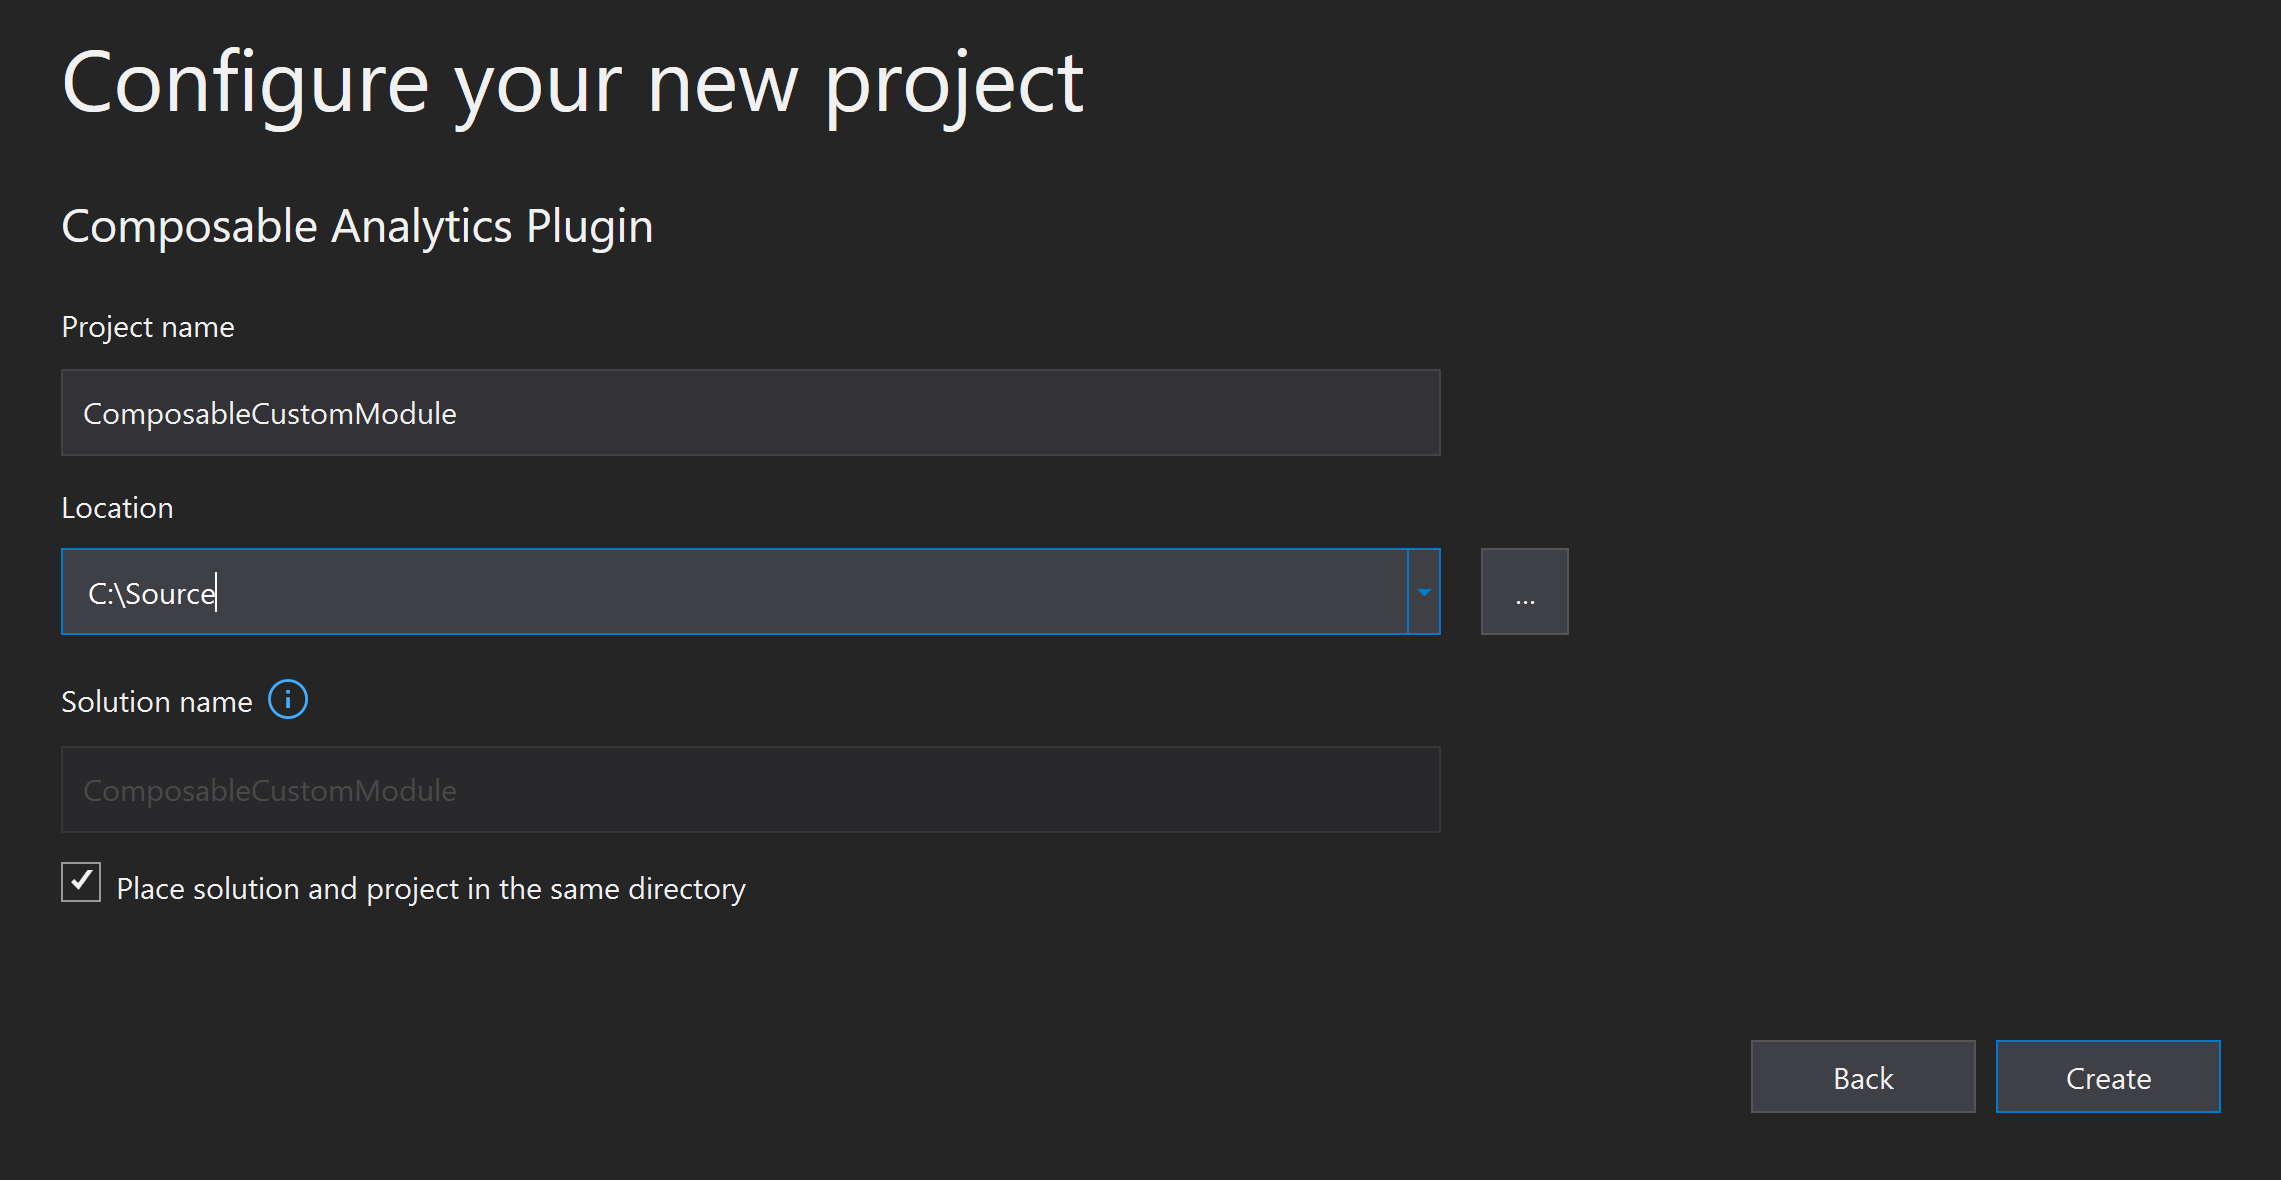 Configure your new project
Composable Analytics Plugin
Project name
ComposableCustomModule
Location
C:\Source
...
Solution name
ComposableCustomModule
Place solution and project in the same directory
Back
Create